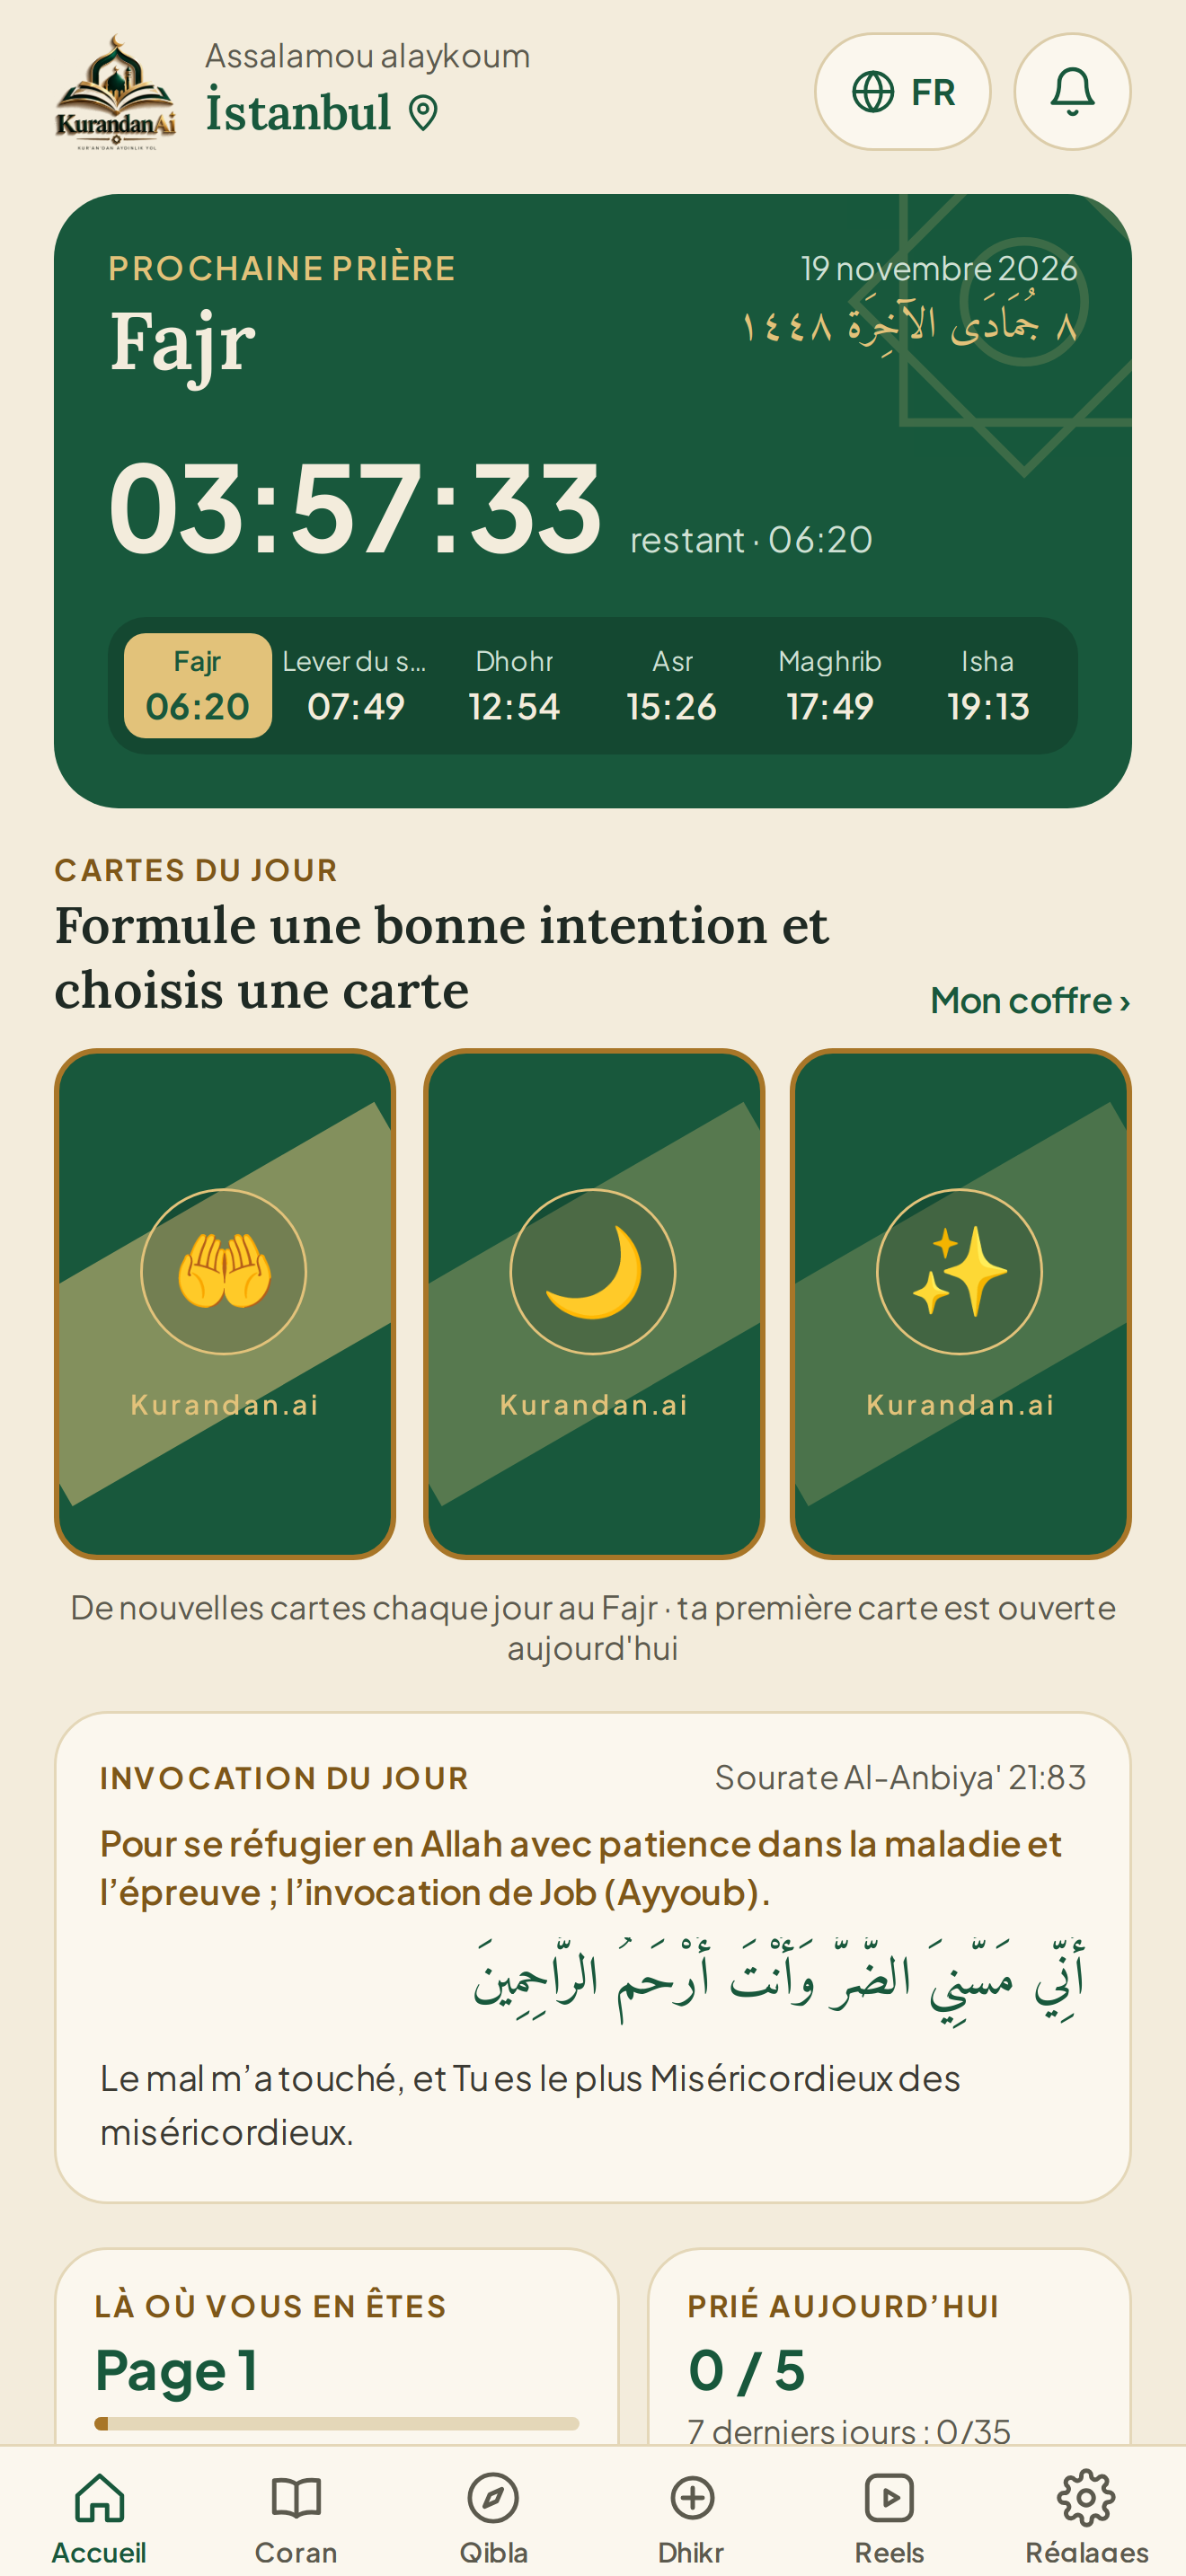 KurandanAi
KUR'AN'DAN AYDINLIK YOL
Assalamou alaykoum
İstanbul
FR
PROCHAINE PRIÈRE
19 novembre 2026
Fajr
٨ جُمَادَى الآخِرَة ١٤٤٨
03:57:33 restant · 06:20
Fajr Lever du s... Dhohr Asr Maghrib Isha
06:20 07:49 12:54 15:26 17:49 19:13
CARTES DU JOUR
Formule une bonne intention et
choisis une carte
Mon coffre ›
Kurandan.ai Kurandan.ai Kurandan.ai
De nouvelles cartes chaque jour au Fajr · ta première carte est ouverte
aujourd'hui
INVOCATION DU JOUR Sourate Al-Anbiya' 21:83
Pour se réfugier en Allah avec patience dans la maladie et
l’épreuve ; l’invocation de Job (Ayyoub).
أَنِّي مَسَّنِيَ الضُّرُّ وَأَنْتَ أَرْحَمُ الرَّاحِمِينَ
Le mal m’a touché, et Tu es le plus Miséricordieux des
miséricordieux.
LÀ OÙ VOUS EN ÊTES PRIÉ AUJOURD’HUI
Page 1 0 / 5
7 derniers jours : 0/35
Accueil Coran Qibla Dhikr Reels Réglages